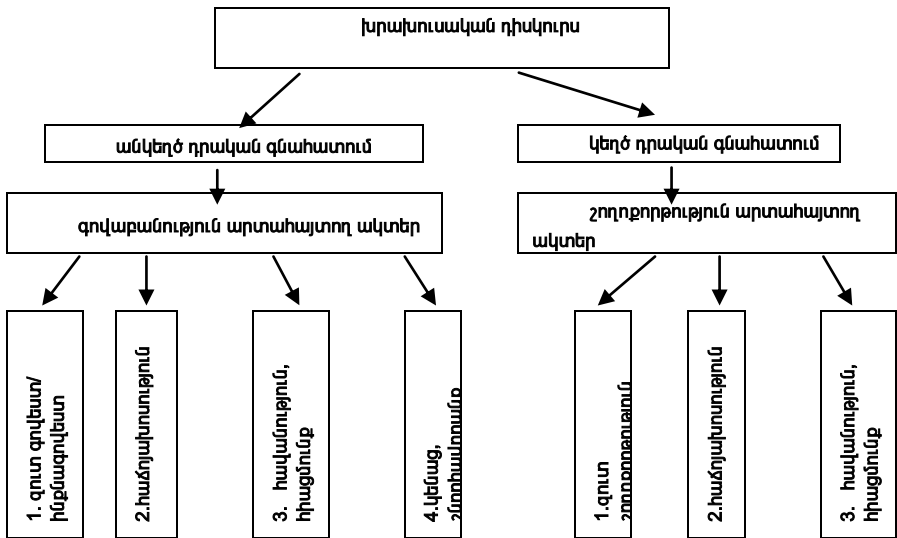 խրախուսական դիսկուրս
անկեղծ դրական գնահատում
կեղծ դրական գնահատում
գովաբանություն արտահայտող ակտեր
շողոքորթություն արտահայտող
ակտեր
1. զուտ գովեստ/
ինքնագովեստ
2.հաճոյախոսություն
3. հավանություն,
հիացմունք
4.կենաց,
շնորհավորանք
1.զուտ
շողոքորթություն
2.հաճոյախոսություն
3. հավանություն,
հիացմունք